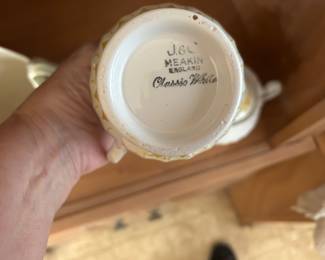 J&G
MEAKIN
ENGLAND
Classic White